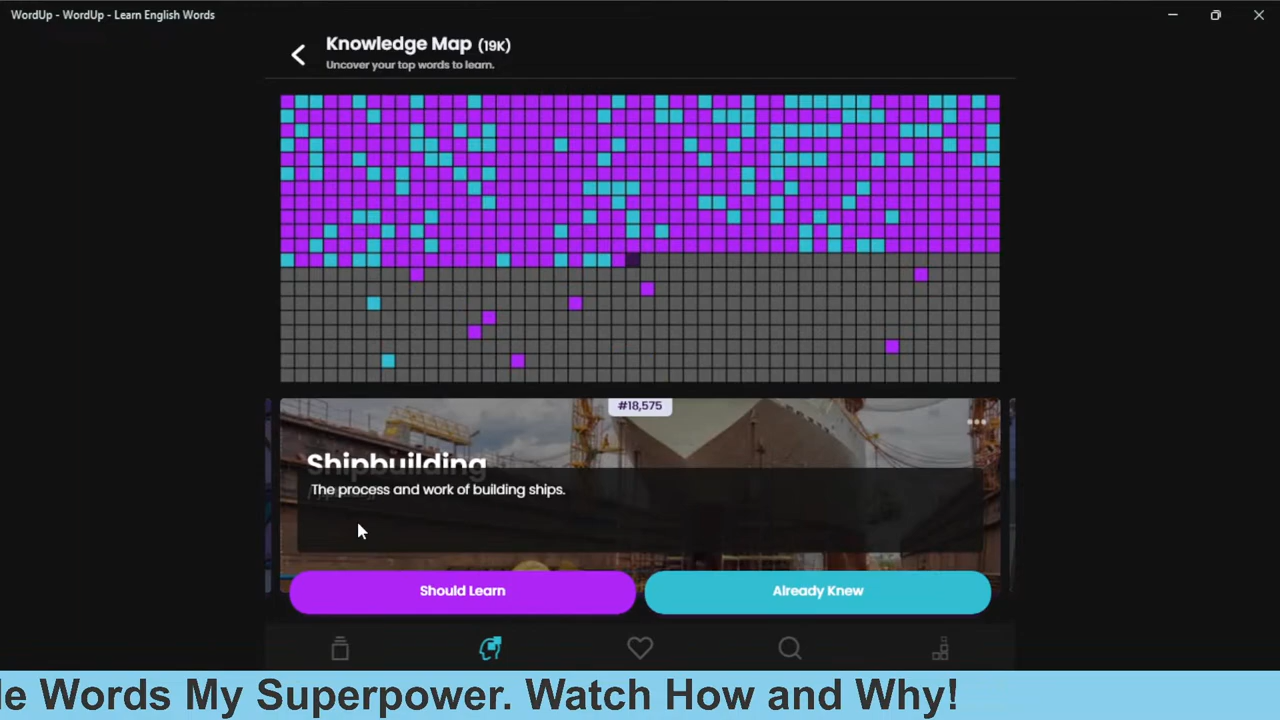 WordUp - WordUp - Learn English Words
Knowledge Map (19K)
Uncover your top words to learn.
#18,575
Shipbuilding
The process and work of building ships.
Should Learn
Already Knew
Words My Superpower. Watch How and Why!